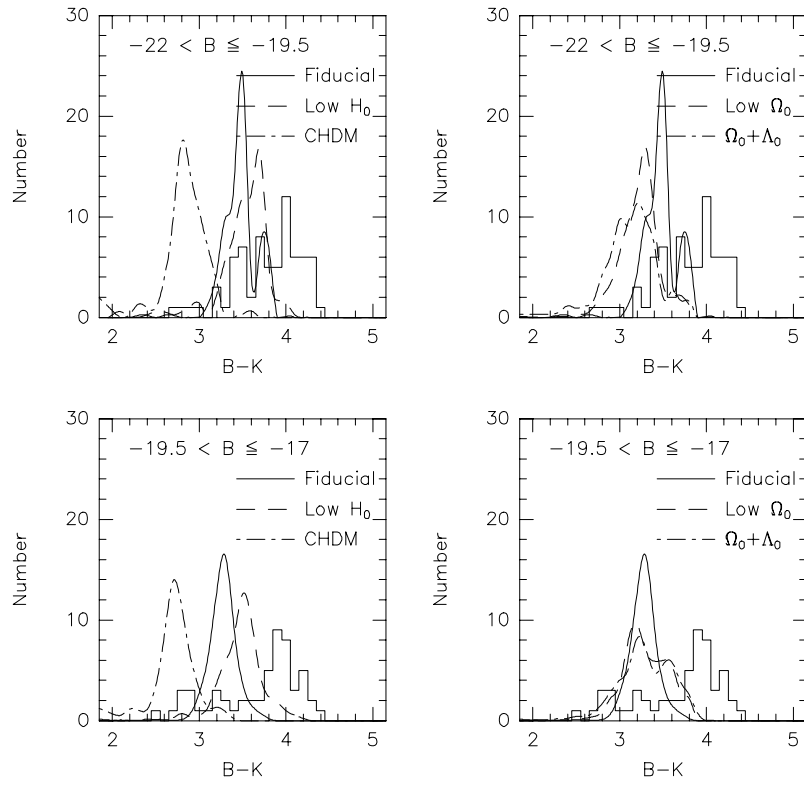 30
−22 < B ≦ −19.5
Fiducial
Low H₀
CHDM
20
10
0
Number
2 3 4 5
B−K
30
−22 < B ≦ −19.5
Fiducial
Low Ω₀
Ω₀+Λ₀
20
10
0
Number
2 3 4 5
B−K
30
−19.5 < B ≦ −17
Fiducial
Low H₀
CHDM
20
10
0
Number
2 3 4 5
B−K
30
−19.5 < B ≦ −17
Fiducial
Low Ω₀
Ω₀+Λ₀
20
10
0
Number
2 3 4 5
B−K